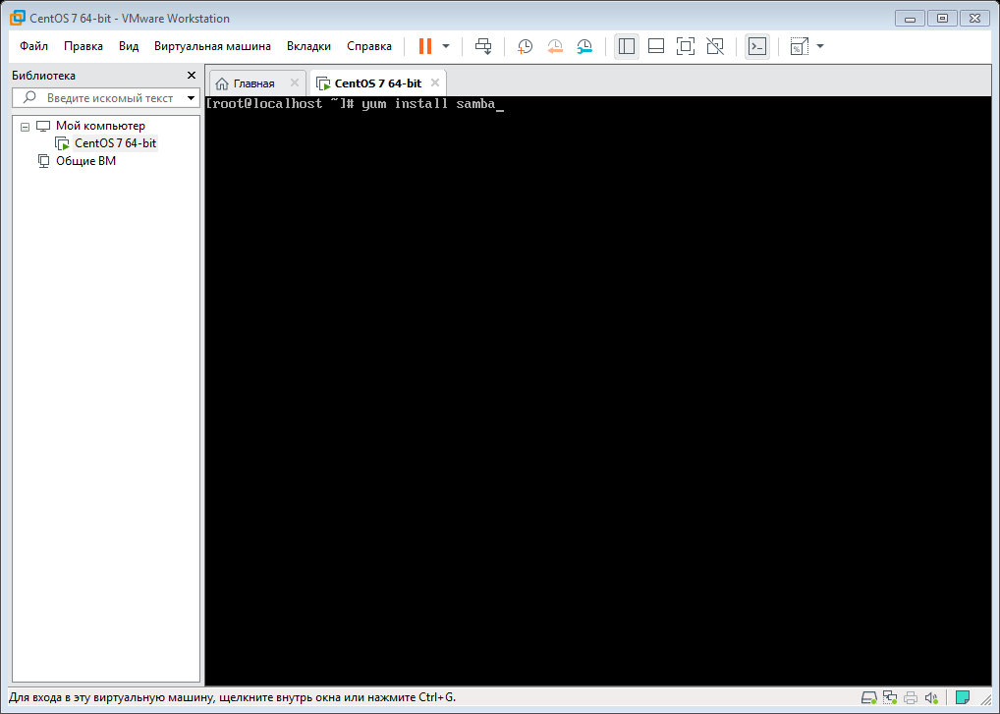 CentOS 7 64-bit - VMware Workstation
Файл Правка Вид Виртуальная машина Вкладки Справка
Библиотека
Введите искомый текст
Мой компьютер
CentOS 7 64-bit
Общие ВМ
Главная CentOS 7 64-bit
[root@localhost ~]# yum install samba_
Для входа в эту виртуальную машину, щелкните внутрь окна или нажмите Ctrl+G.